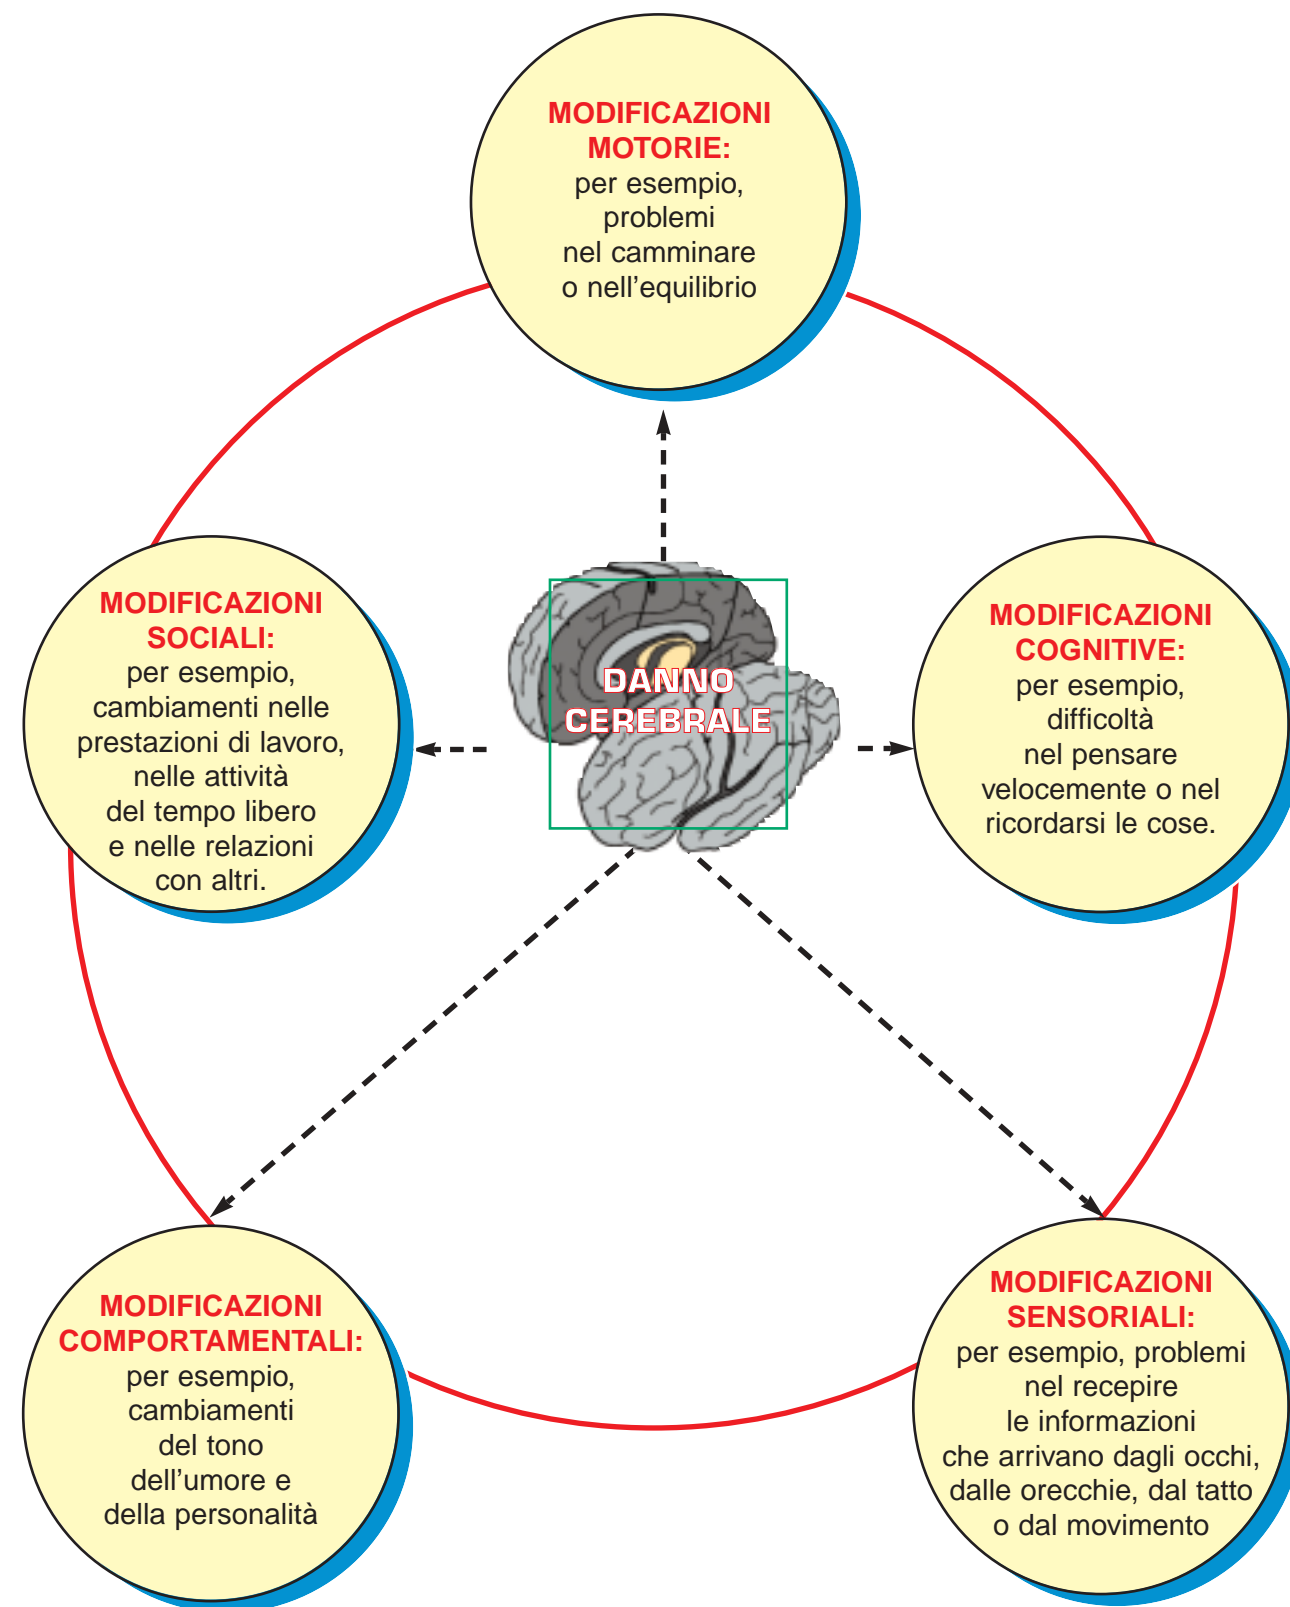 MODIFICAZIONI
MOTORIE:
per esempio,
problemi
nel camminare
o nell'equilibrio
MODIFICAZIONI
SOCIALI:
per esempio,
cambiamenti nelle
prestazioni di lavoro,
nelle attività
del tempo libero
e nelle relazioni
con altri.
DANNO
CEREBRALE
MODIFICAZIONI
COGNITIVE:
per esempio,
difficoltà
nel pensare
velocemente o nel
ricordarsi le cose.
MODIFICAZIONI
COMPORTAMENTALI:
per esempio,
cambiamenti
del tono
dell'umore e
della personalità
MODIFICAZIONI
SENSORIALI:
per esempio, problemi
nel recepire
le informazioni
che arrivano dagli occhi,
dalle orecchie, dal tatto
o dal movimento